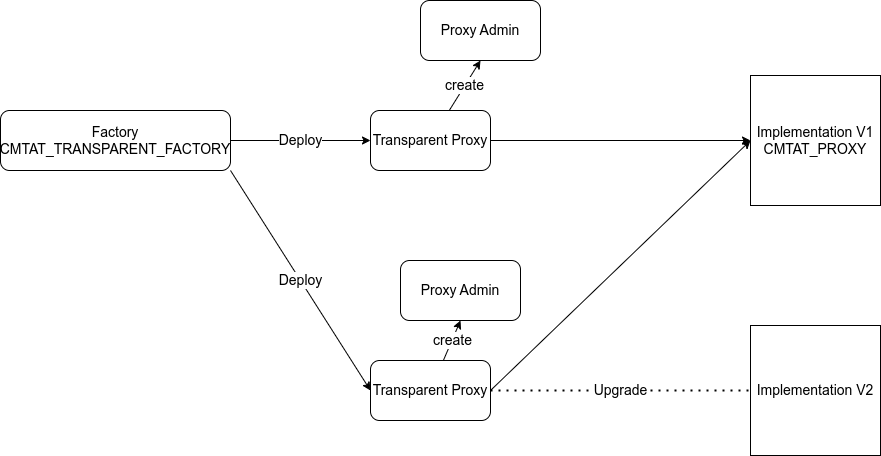 Proxy Admin
create
Factory
CMTAT_TRANSPARENT_FACTORY
Deploy
Transparent Proxy
Implementation V1
CMTAT_PROXY
Deploy
Proxy Admin
create
Transparent Proxy
Upgrade
Implementation V2